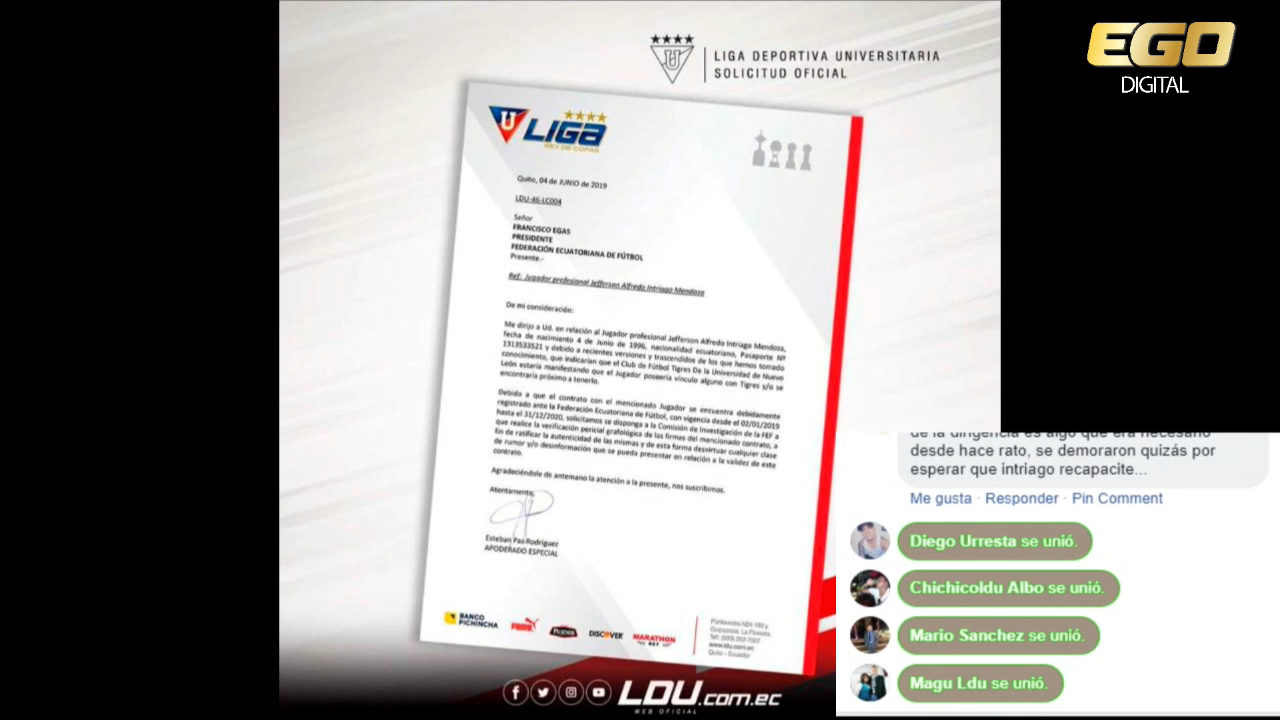 EGO
DIGITAL
U
LIGA DEPORTIVA UNIVERSITARIA
SOLICITUD OFICIAL
U LIGA
REY DE COPAS
Quito, 04 de JUNIO de 2019
LDU-46-LC004
Señor
FRANCISCO EGAS
PRESIDENTE
FEDERACIÓN ECUATORIANA DE FÚTBOL
Presente.-
Ref: Jugador profesional Jefferson Alfredo Intriago Mendoza
De mi consideración:
Me dirijo a Ud. en relación al Jugador profesional Jefferson Alfredo Intriago Mendoza,
fecha de nacimiento 4 de Junio de 1996, nacionalidad ecuatoriano, Pasaporte Nº
1313533521 y debido a recientes versiones y trascendidos de los que hemos tomado
conocimiento, que indicarían que el Club de Fútbol Tigres De la Universidad de Nuevo
León estaría manifestando que el Jugador poseería vínculo alguno con Tigres y/o se
encontraría próximo a tenerlo.
Debido a que el contrato con el mencionado Jugador se encuentra debidamente
registrado ante la Federación Ecuatoriana de Fútbol, con vigencia desde el 02/01/2019
hasta el 31/12/2020, solicitamos se disponga a la Comisión de Investigación de la FEF a
que realice la verificación pericial grafológica de las firmas del mencionado contrato, a
fin de ratificar la autenticidad de las mismas y de esta forma desvirtuar cualquier clase
de rumor y/o desinformación que se pueda presentar en relación a la validez de este
contrato.
Agradeciéndole de antemano la atención a la presente, nos suscribimos.
Atentamente,
Esteban Paz Rodríguez
APODERADO ESPECIAL
BANCO
PICHINCHA
PUMA
PILSENER
DISCOVER
MARATHON
BET
Quito - Ecuador
www.ldu.com.ec
LDU.com.ec
WEB OFICIAL
de la dirigencia es algo que era necesario
desde hace rato, se demoraron quizás por
esperar que intriago recapacite...
Me gusta · Responder · Pin Comment
Diego Urresta se unió.
Chichicoldu Albo se unió.
Mario Sanchez se unió.
Magu Ldu se unió.